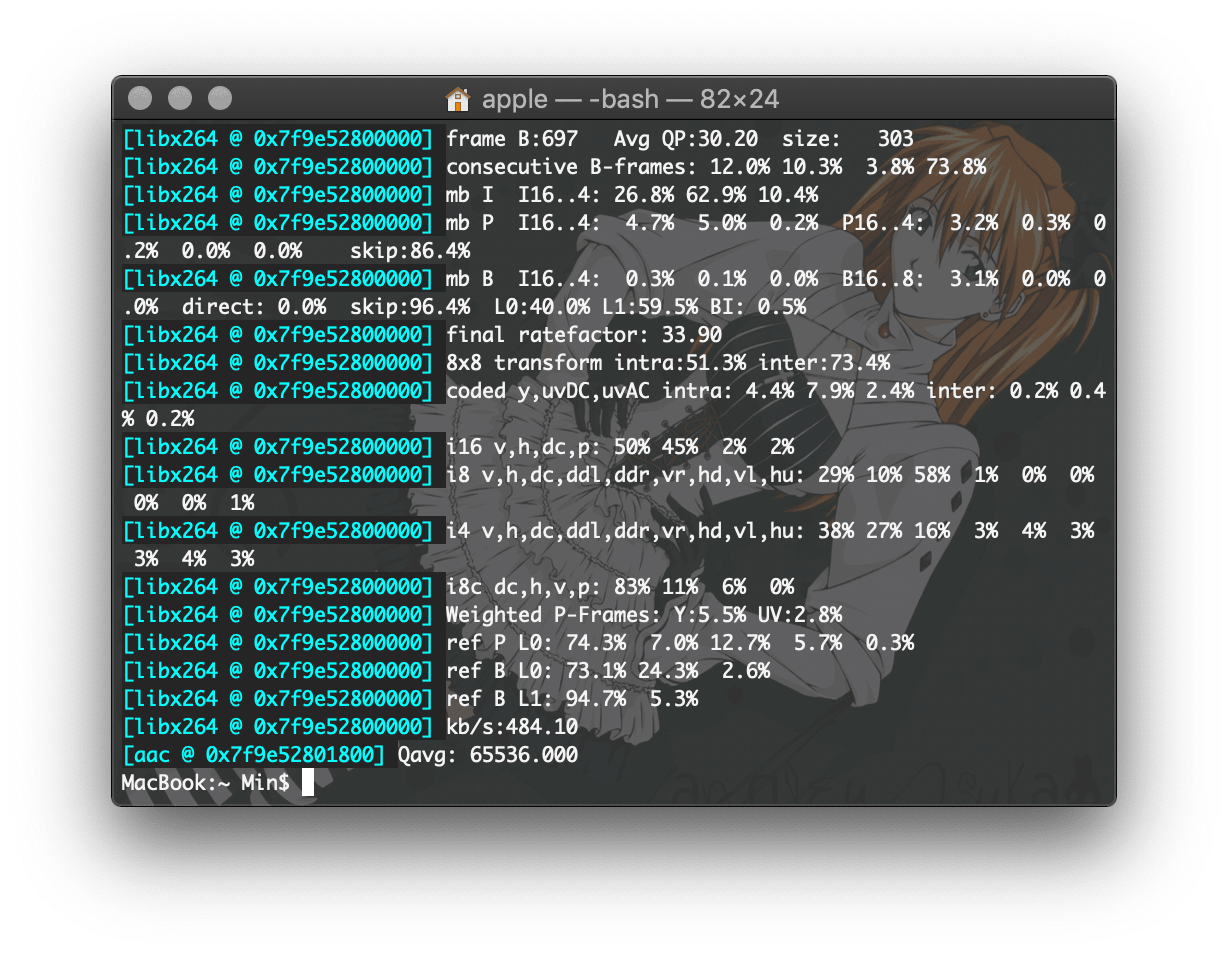 apple — -bash — 82×24
[libx264 @ 0x7f9e52800000] frame B:697   Avg QP:30.20  size:   303
[libx264 @ 0x7f9e52800000] consecutive B-frames: 12.0% 10.3%  3.8% 73.8%
[libx264 @ 0x7f9e52800000] mb I  I16..4: 26.8% 62.9% 10.4%
[libx264 @ 0x7f9e52800000] mb P  I16..4:  4.7%  5.0%  0.2%  P16..4:  3.2%  0.3%  0
.2%  0.0%  0.0%    skip:86.4%
[libx264 @ 0x7f9e52800000] mb B  I16..4:  0.3%  0.1%  0.0%  B16..8:  3.1%  0.0%  0
.0%  direct: 0.0%  skip:96.4%  L0:40.0% L1:59.5% BI: 0.5%
[libx264 @ 0x7f9e52800000] final ratefactor: 33.90
[libx264 @ 0x7f9e52800000] 8x8 transform intra:51.3% inter:73.4%
[libx264 @ 0x7f9e52800000] coded y,uvDC,uvAC intra: 4.4% 7.9% 2.4% inter: 0.2% 0.4
% 0.2%
[libx264 @ 0x7f9e52800000] i16 v,h,dc,p: 50% 45%  2%  2%
[libx264 @ 0x7f9e52800000] i8 v,h,dc,ddl,ddr,vr,hd,vl,hu: 29% 10% 58%  1%  0%  0%
 0%  0%  1%
[libx264 @ 0x7f9e52800000] i4 v,h,dc,ddl,ddr,vr,hd,vl,hu: 38% 27% 16%  3%  4%  3%
 3%  4%  3%
[libx264 @ 0x7f9e52800000] i8c dc,h,v,p: 83% 11%  6%  0%
[libx264 @ 0x7f9e52800000] Weighted P-Frames: Y:5.5% UV:2.8%
[libx264 @ 0x7f9e52800000] ref P L0: 74.3%  7.0% 12.7%  5.7%  0.3%
[libx264 @ 0x7f9e52800000] ref B L0: 73.1% 24.3%  2.6%
[libx264 @ 0x7f9e52800000] ref B L1: 94.7%  5.3%
[libx264 @ 0x7f9e52800000] kb/s:484.10
[aac @ 0x7f9e52801800] Qavg: 65536.000
MacBook:~ Min$